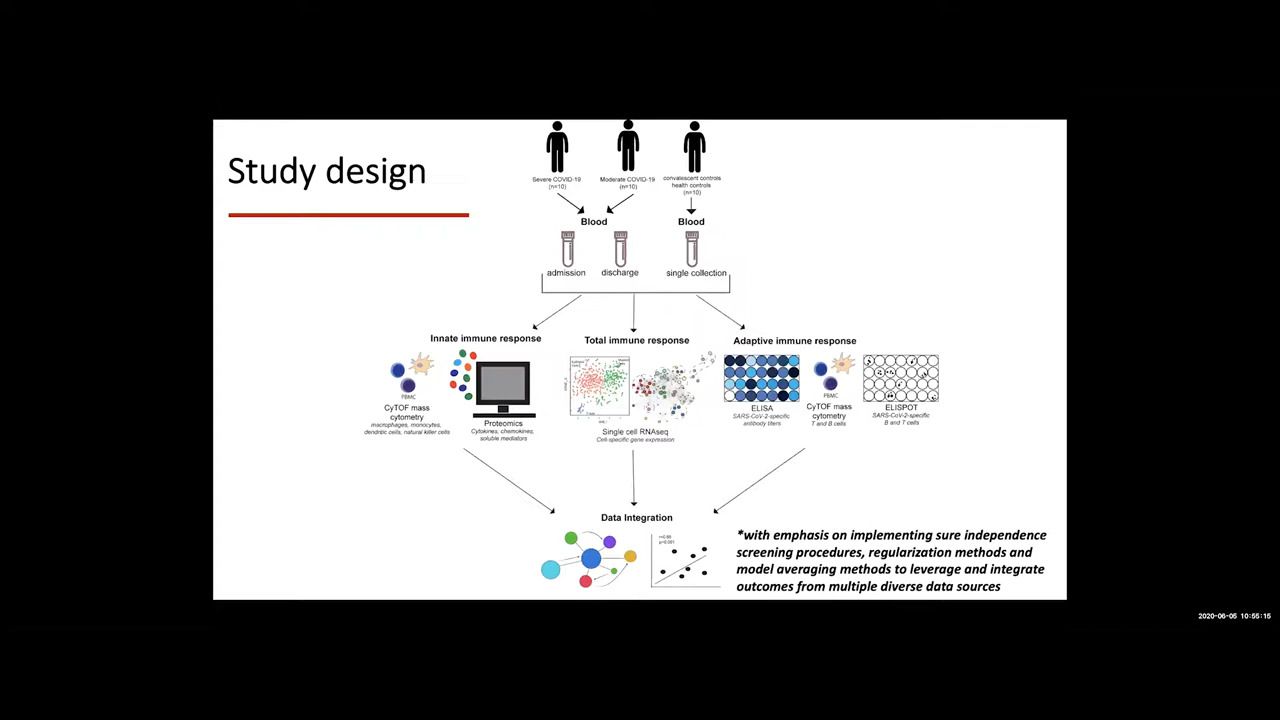 Study design
Severe COVID-19
(n=10)
Moderate COVID-19
(n=10)
convalescent controls
health controls
(n=10)
Blood
Blood
admission
discharge
single collection
Innate immune response
Total immune response
Adaptive immune response
PBMC
CyTOF mass
cytometry
macrophages, monocytes,
dendritic cells, natural killer cells
Proteomics
Cytokines, chemokines,
soluble mediators
Single cell RNAseq
Cell-specific gene expression
ELISA
SARS-CoV-2-specific
antibody titers
PBMC
CyTOF mass
cytometry
T and B cells
ELISPOT
SARS-CoV-2-specific
B and T cells
Data Integration
p=0.001
*with emphasis on implementing sure independence
screening procedures, regularization methods and
model averaging methods to leverage and integrate
outcomes from multiple diverse data sources
2020-06-05 10:55:15